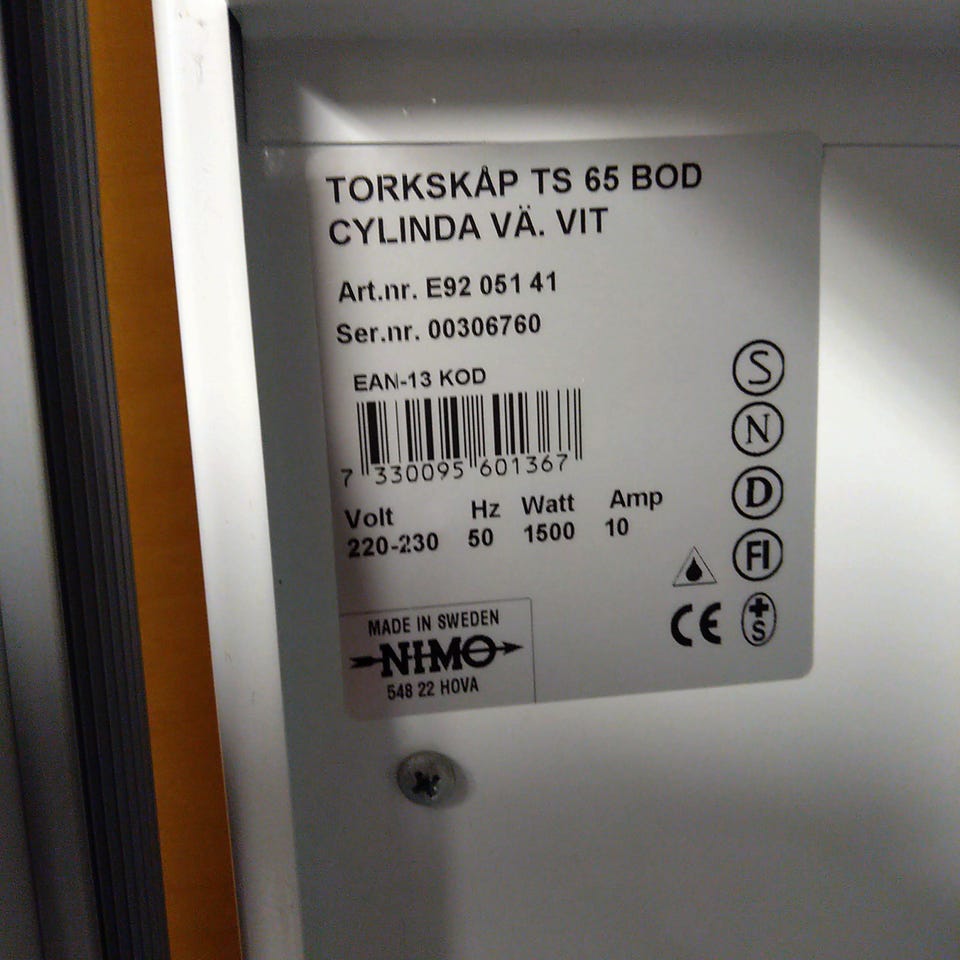 TORKSKÅP TS 65 BOD
CYLINDA VÄ. VIT
Art.nr. E92 051 41
Ser.nr. 00306760
EAN-13 KOD
7 330095 601367
Volt Hz Watt Amp
220-230 50 1500 10
S
N
D
FI
CE
+S
MADE IN SWEDEN
NIMO
548 22 HOVA